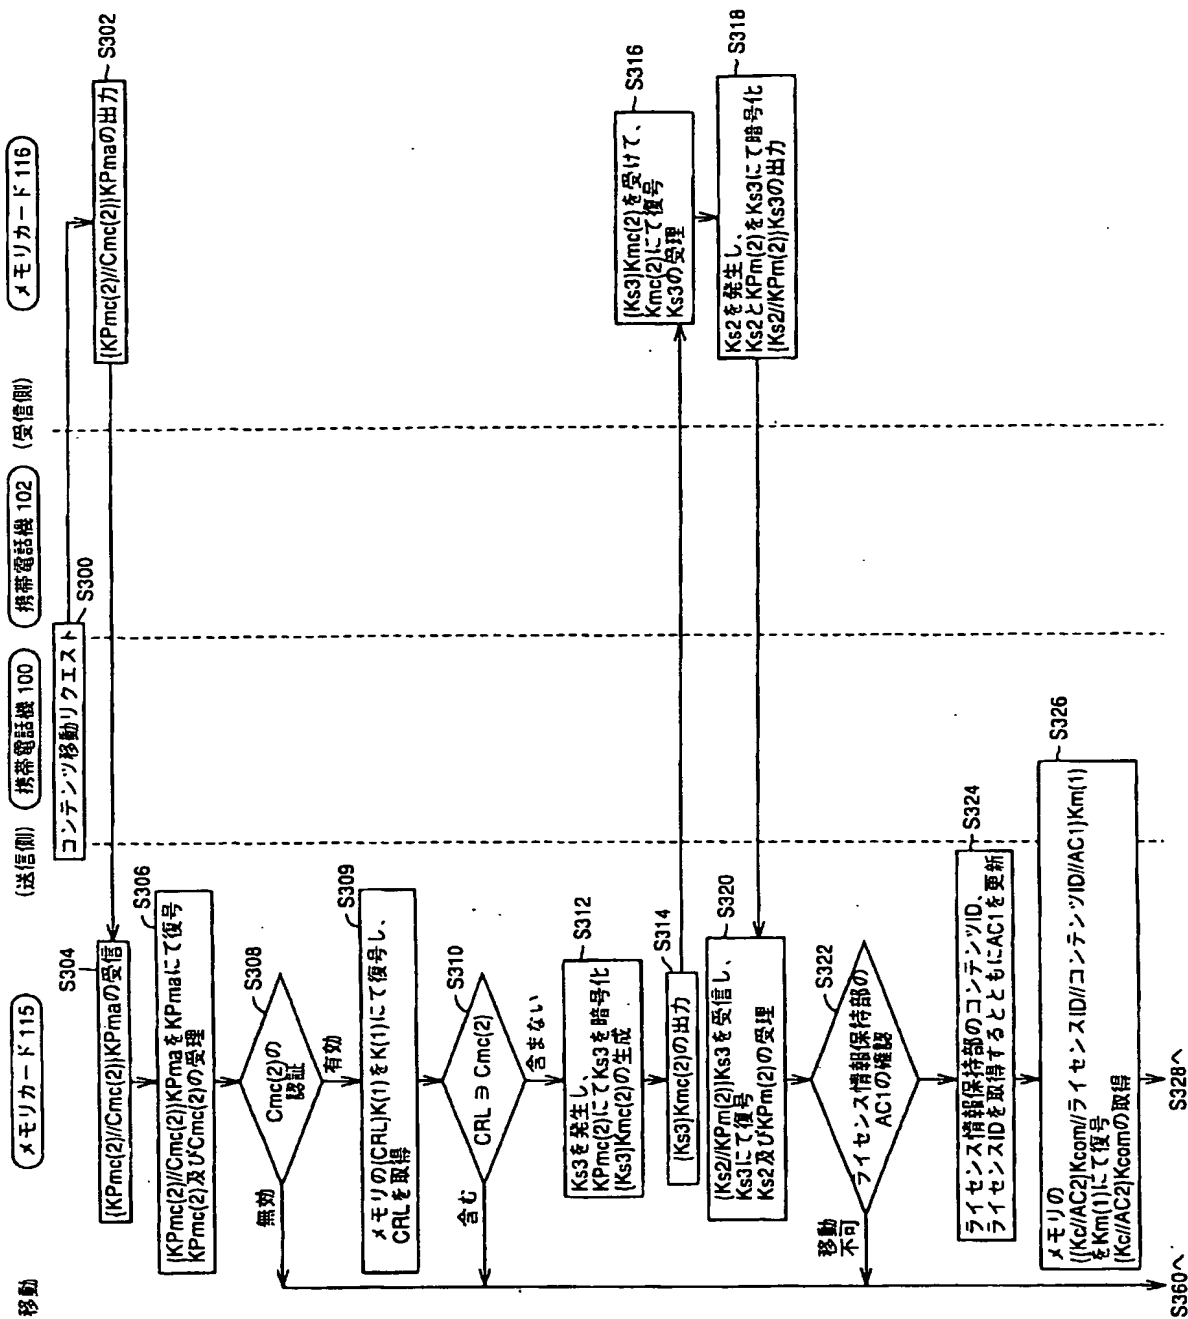 移動
メモリカード 115
(送信側)
携帯電話機 100
携帯電話機 102
(受信側)
メモリカード 116
コンテンツ移動リクエスト
S300
S302
{KPmc(2)//Cmc(2)}KPmaの出力
S304
{KPmc(2)//Cmc(2)}KPmaの受信
S306
{KPmc(2)//Cmc(2)}KPmaをKPmaにて復号
KPmc(2)及びCmc(2)の受理
S308
Cmc(2)の
認証
無効
有効
S309
メモリの{CRL}K(1)をK(1)にて復号し、
CRLを取得
S310
CRL∋Cmc(2)
含む
含まない
S312
Ks3を発生し、
KPmc(2)にてKs3を暗号化
{Ks3}Kmc(2)の生成
S314
{Ks3}Kmc(2)の出力
S316
{Ks3}Kmc(2)を受けて、
Kmc(2)にて復号
Ks3の受理
S318
Ks2を発生し、
Ks2とKPm(2)をKs3にて暗号化
{Ks2//KPm(2)}Ks3の出力
S320
{Ks2//KPm(2)}Ks3を受信し、
Ks3にて復号
Ks2及びKPm(2)の受理
S322
ライセンス情報保持部の
AC1の確認
移動
不可
S324
ライセンス情報保持部のコンテンツID、
ライセンスIDを取得するとともにAC1を更新
S326
メモリの
{{Kc//AC2}Kcom//ライセンスID//コンテンツID//AC1}Km(1)
をKm(1)にて復号
{Kc//AC2}Kcomの取得
S360へ
S328へ